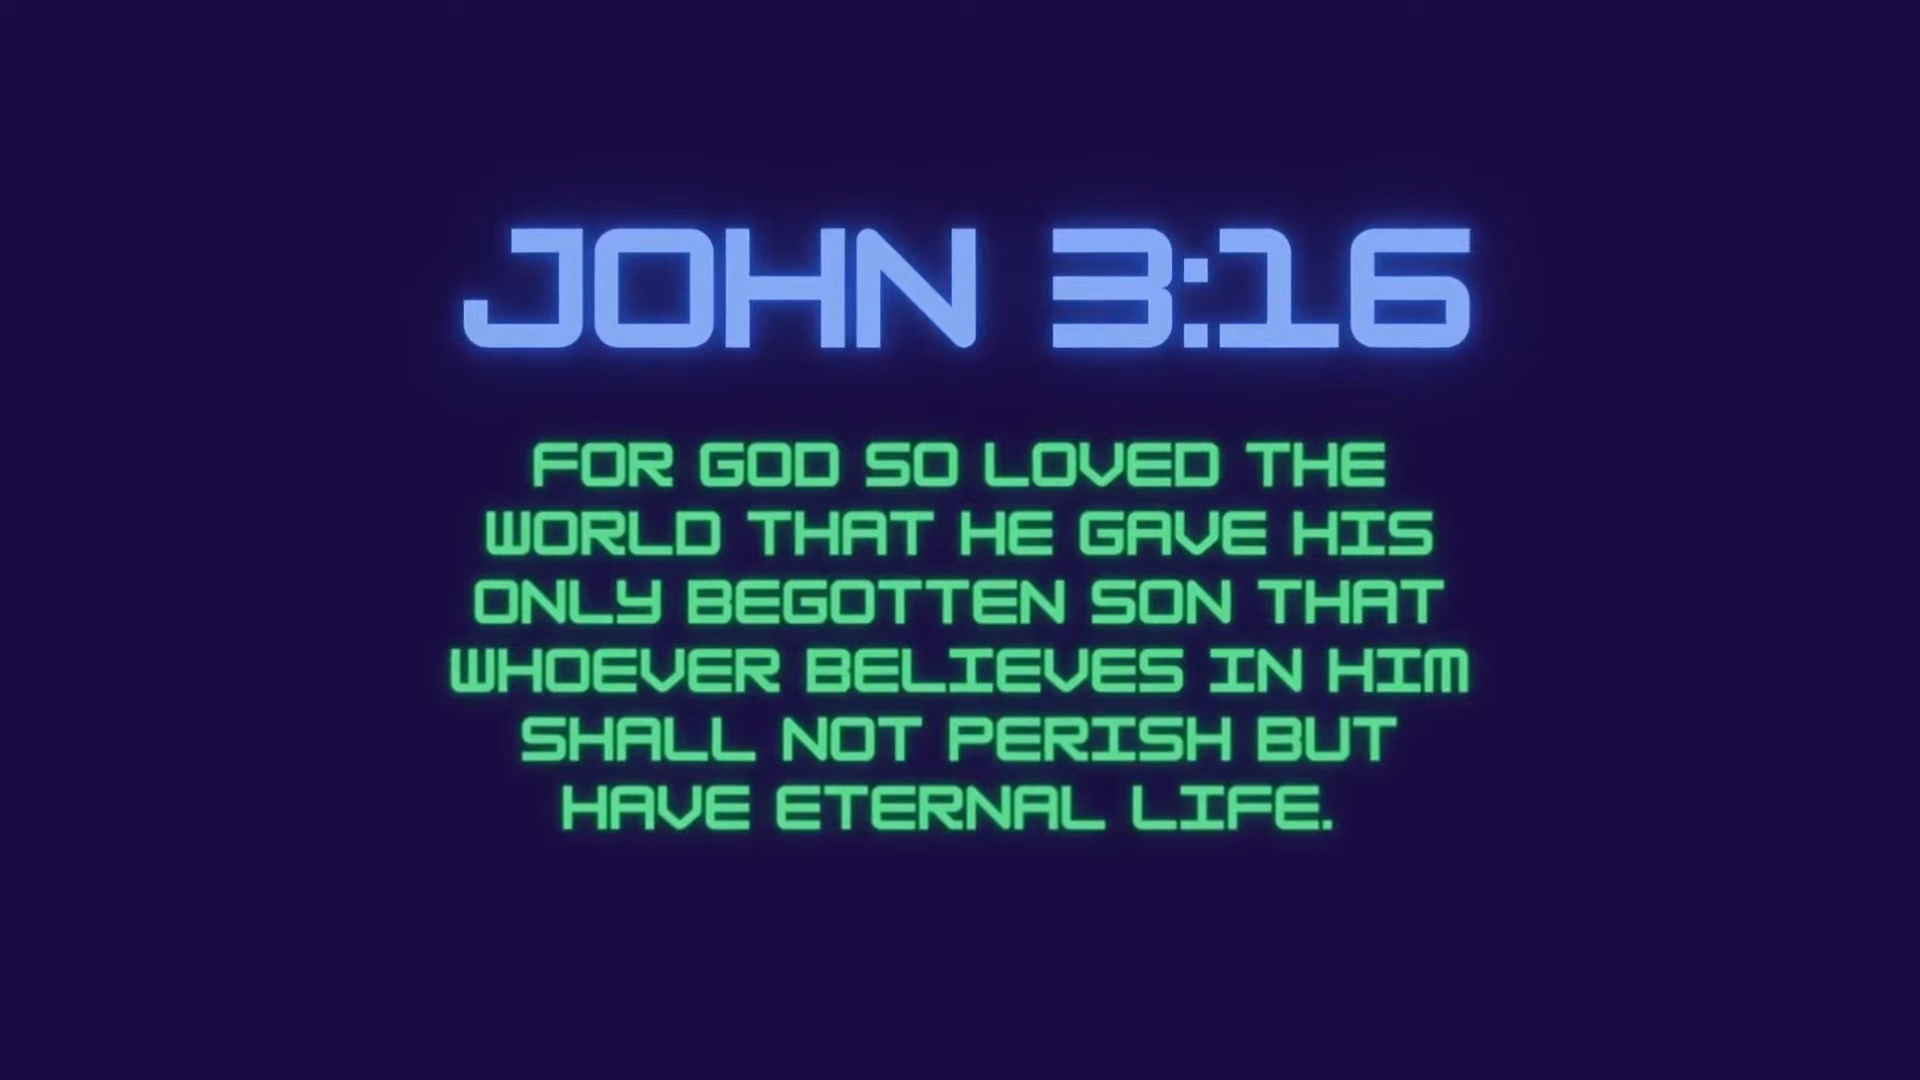 JOHN 3:16
FOR GOD SO LOVED THE
WORLD THAT HE GAVE HIS
ONLY BEGOTTEN SON THAT
WHOEVER BELIEVES IN HIM
SHALL NOT PERISH BUT
HAVE ETERNAL LIFE.